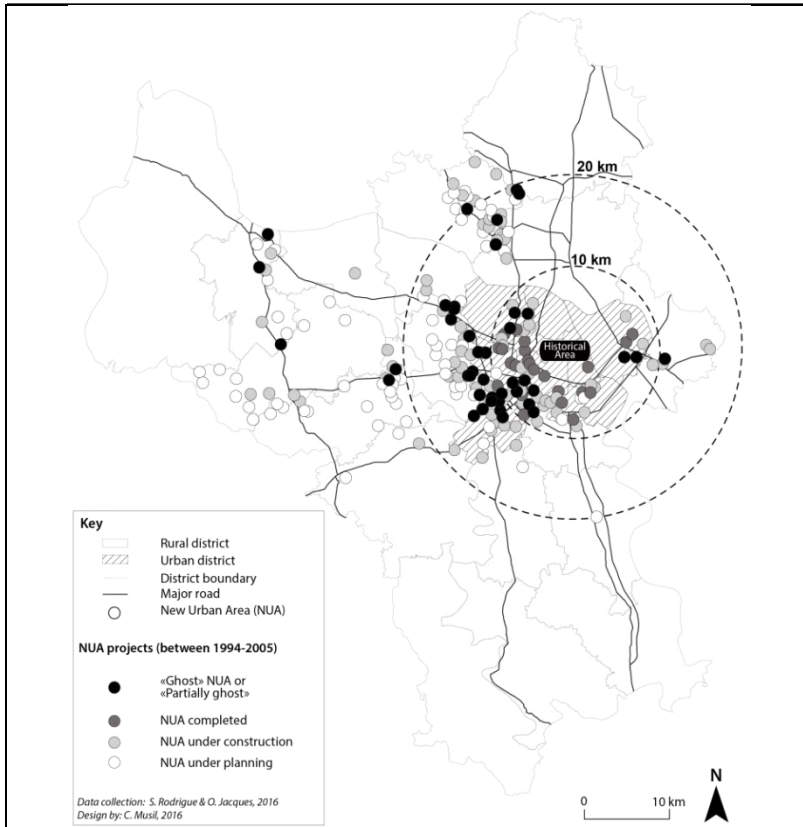 20 km
10 km
Historical
Area
Key
Rural district
Urban district
District boundary
Major road
New Urban Area (NUA)
NUA projects (between 1994-2005)
«Ghost» NUA or
«Partially ghost»
NUA completed
NUA under construction
NUA under planning
Data collection: S. Rodrigue & O. Jacques, 2016
Design by: C. Musil, 2016
N
0 10 km